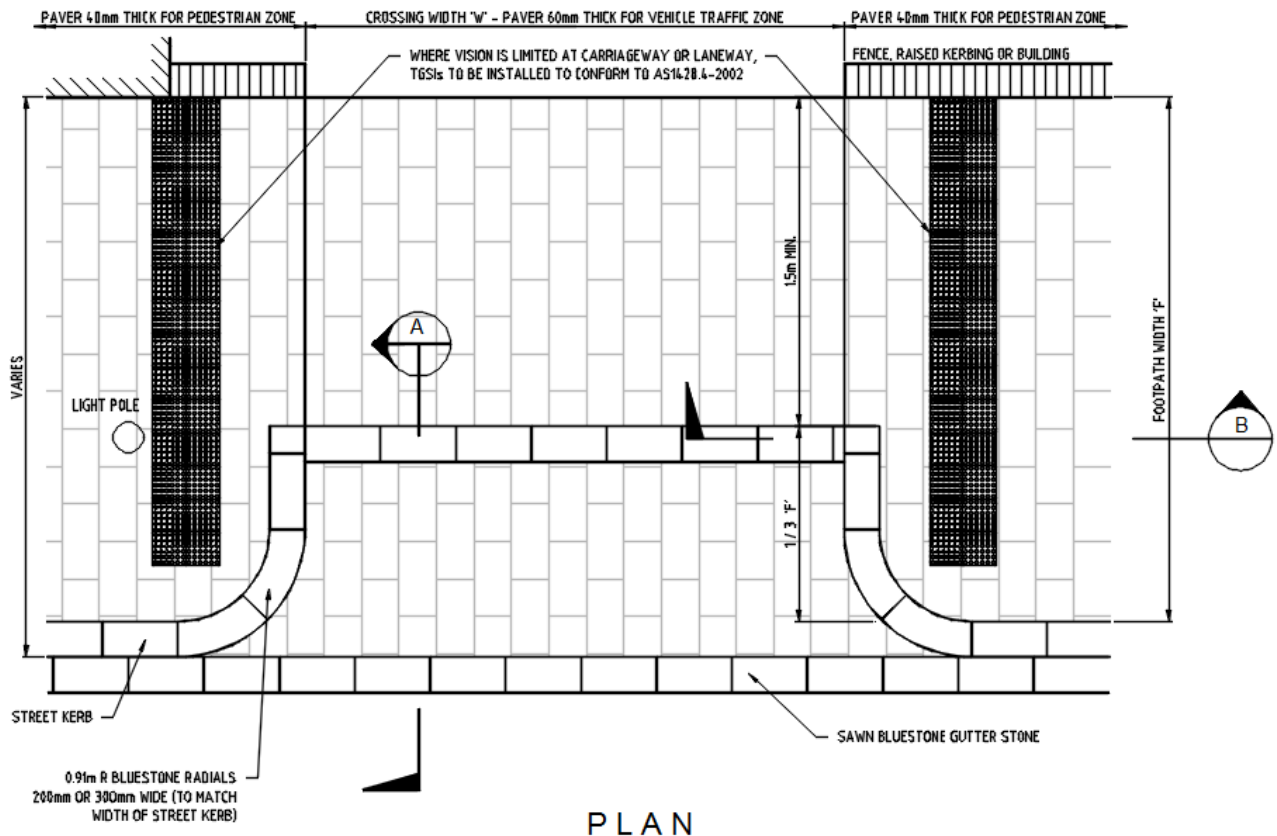 PAVER 40mm THICK FOR PEDESTRIAN ZONE
CROSSING WIDTH 'W' - PAVER 60mm THICK FOR VEHICLE TRAFFIC ZONE
PAVER 40mm THICK FOR PEDESTRIAN ZONE
WHERE VISION IS LIMITED AT CARRIAGEWAY OR LANEWAY,
TGSIs TO BE INSTALLED TO CONFORM TO AS1428.4-2002
FENCE, RAISED KERBING OR BUILDING
1.5m MIN.
A
VARIES
FOOTPATH WIDTH 'F'
LIGHT POLE
B
1 / 3 'F'
STREET KERB
SAWN BLUESTONE GUTTER STONE
0.91m R BLUESTONE RADIALS
200mm OR 300mm WIDE (TO MATCH
WIDTH OF STREET KERB)
PLAN